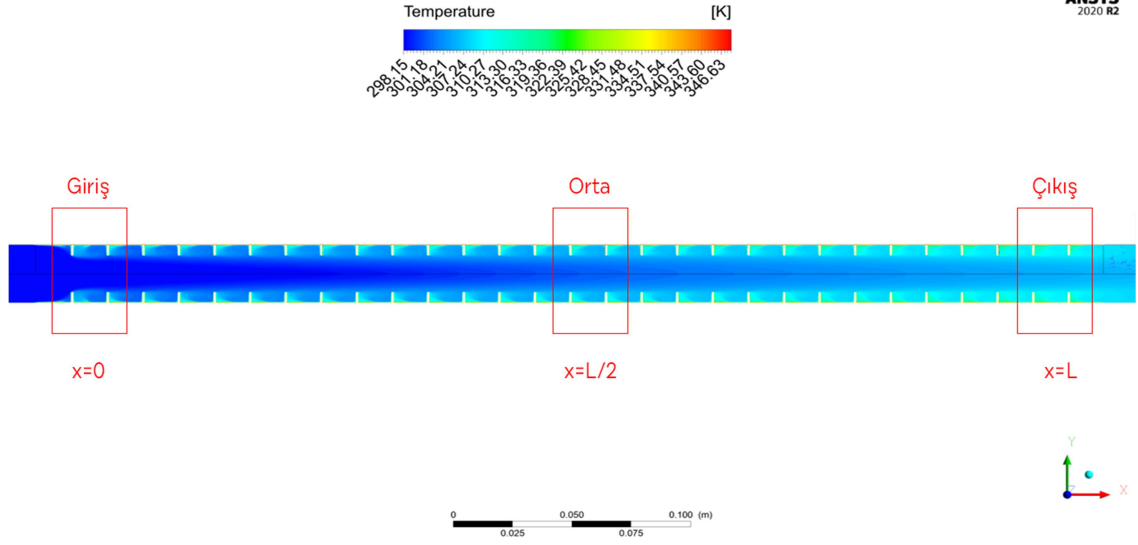 ANSYS
2020 R2
Temperature [K]
298.15 301.18 304.21 307.24 310.27 313.30 316.33 319.36 322.39 325.42 328.45 331.48 334.51 337.54 340.57 343.60 346.63
Giriş Orta Çıkış
x=0 x=L/2 x=L
Y
Z X
0 0.050 0.100 (m)
0.025 0.075